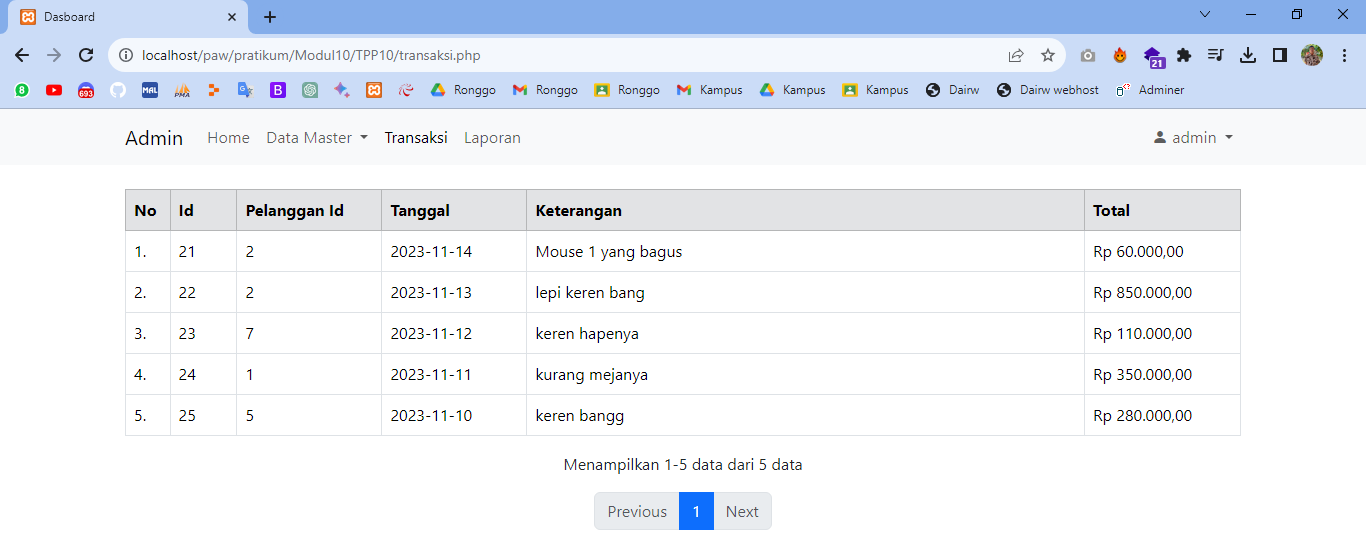 Dasboard
localhost/paw/pratikum/Modul10/TPP10/transaksi.php
21
8 693 MAL PMA B Ronggo Ronggo Ronggo Kampus Kampus Kampus Dairw Dairw webhost Adminer
Admin Home Data Master Transaksi Laporan admin
No Id Pelanggan Id Tanggal Keterangan Total
1. 21 2 2023-11-14 Mouse 1 yang bagus Rp 60.000,00
2. 22 2 2023-11-13 lepi keren bang Rp 850.000,00
3. 23 7 2023-11-12 keren hapenya Rp 110.000,00
4. 24 1 2023-11-11 kurang mejanya Rp 350.000,00
5. 25 5 2023-11-10 keren bangg Rp 280.000,00
Menampilkan 1-5 data dari 5 data
Previous 1 Next